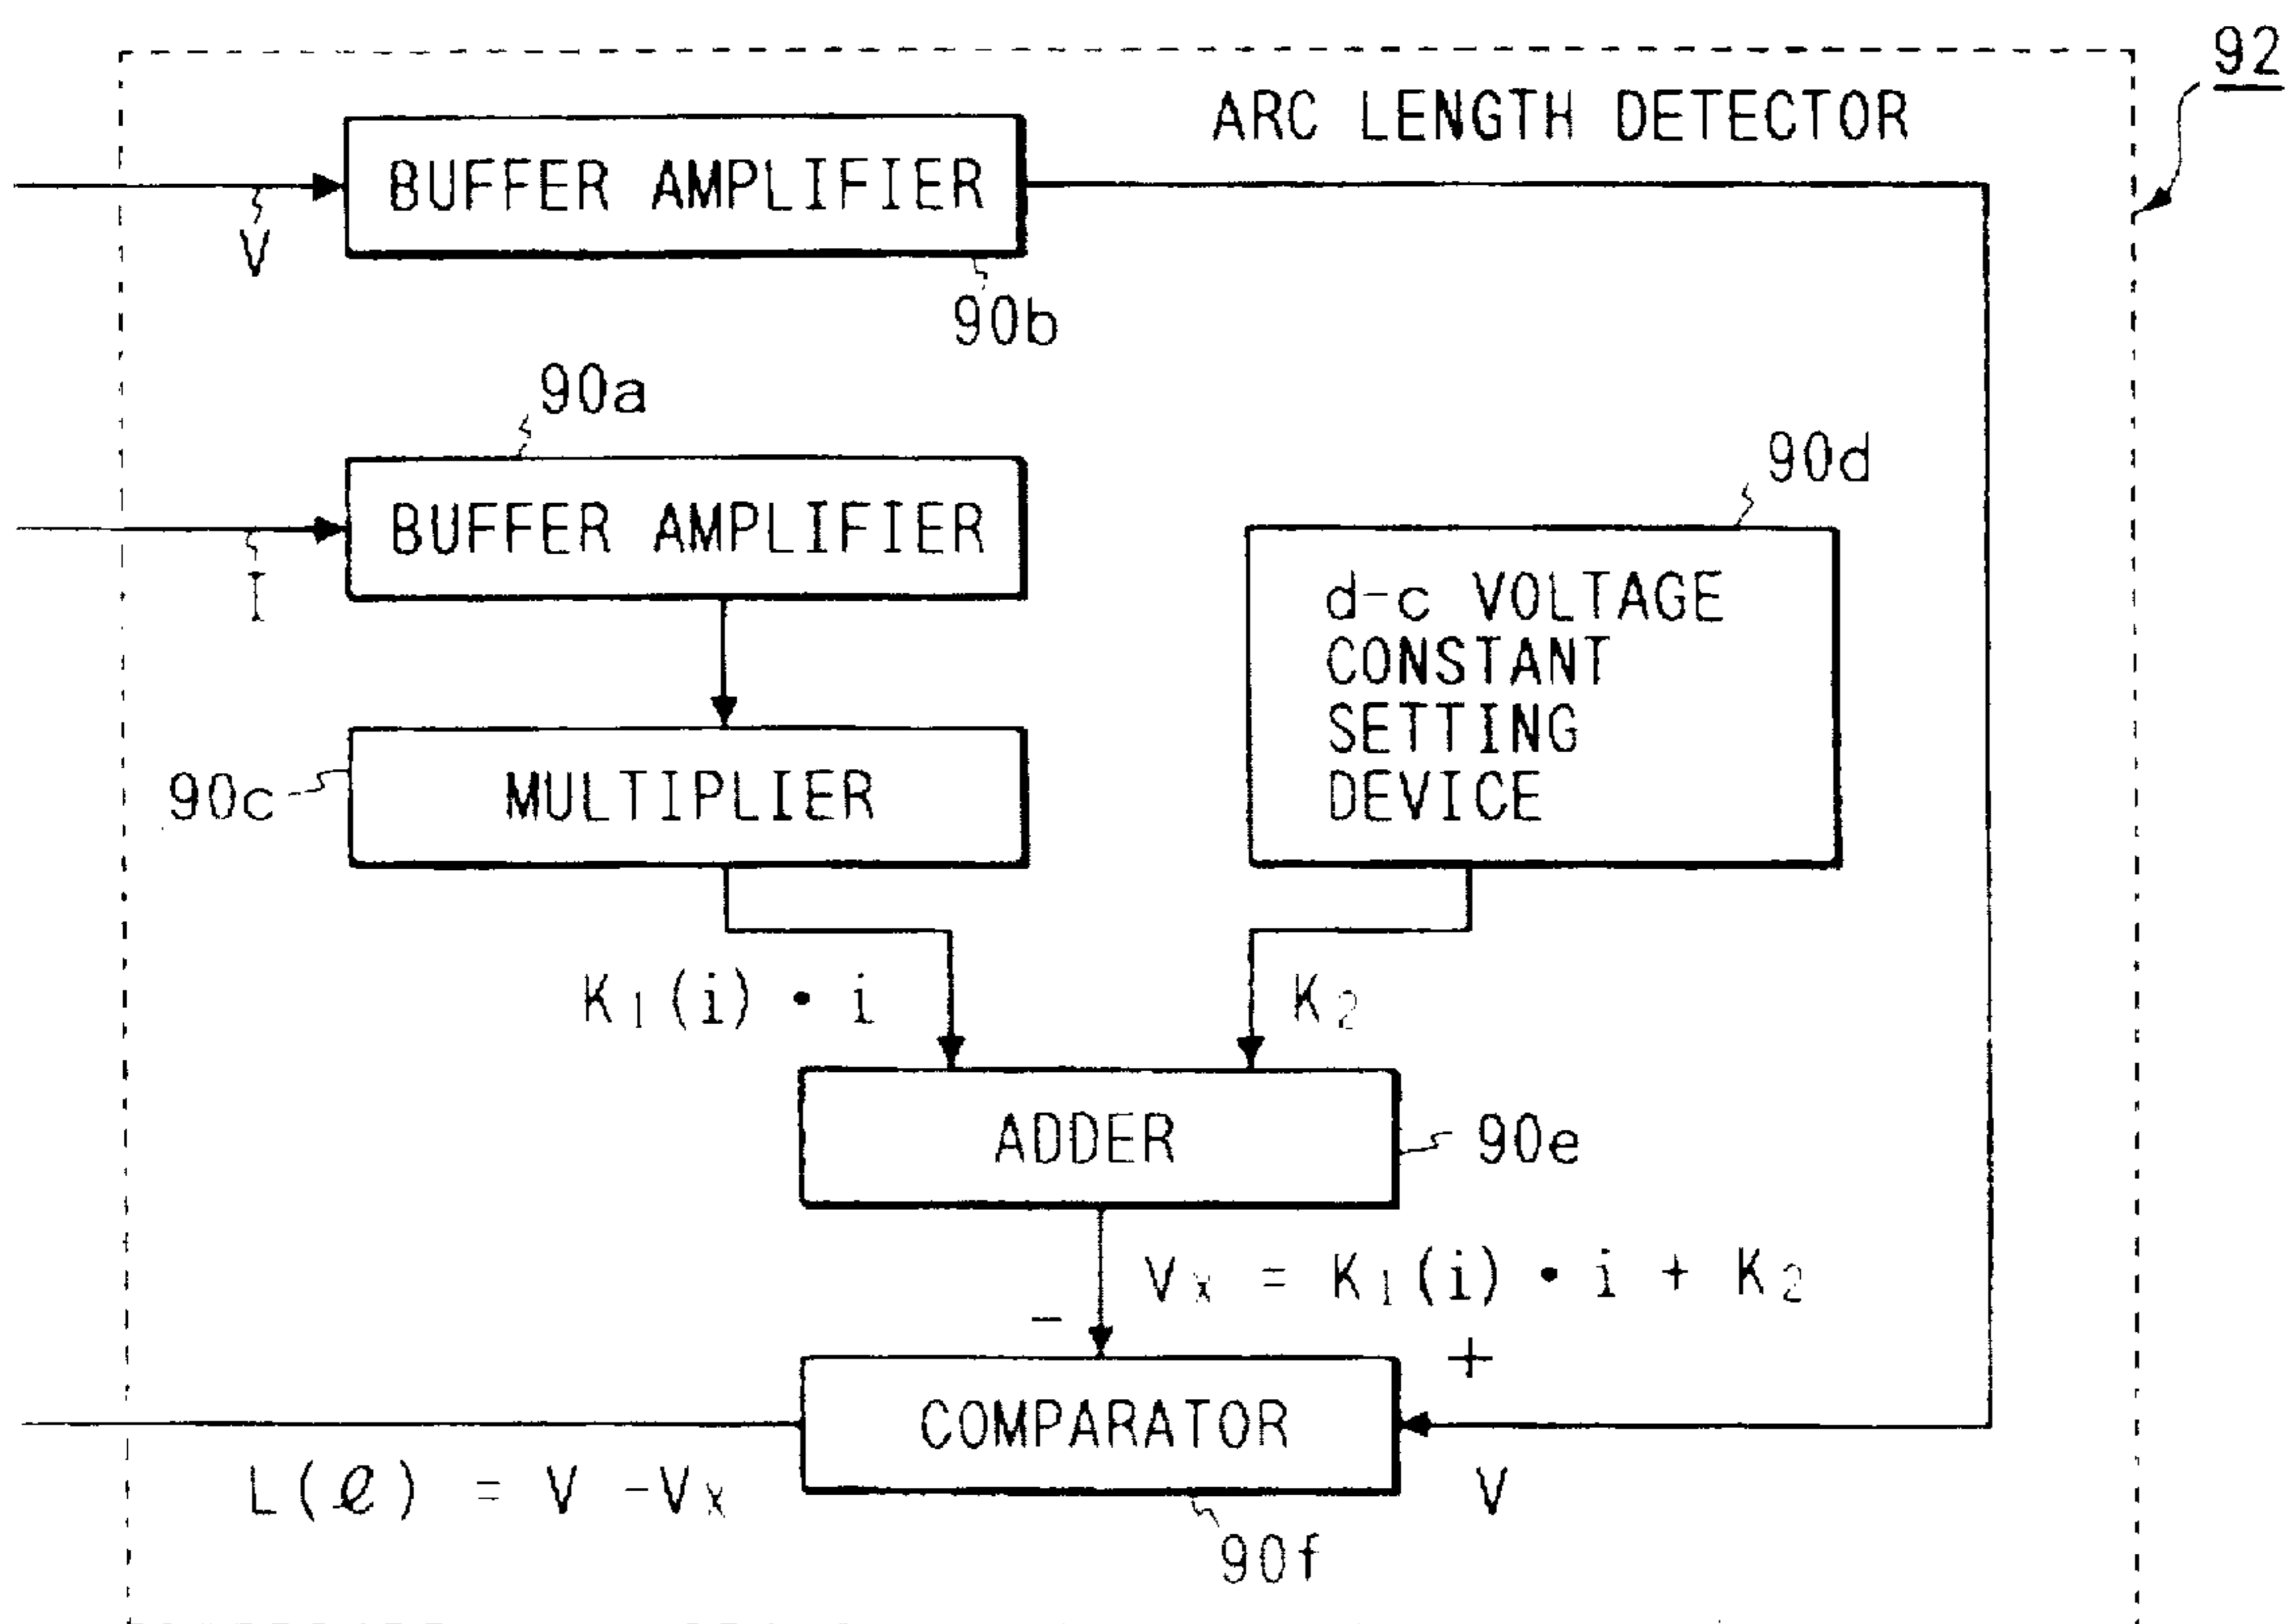 92
ARC LENGTH DETECTOR
BUFFER AMPLIFIER
V
90b
90a
BUFFER AMPLIFIER
I
90d
d-c VOLTAGE
CONSTANT
SETTING
DEVICE
90c
MULTIPLIER
K1(i) • i
K2
ADDER
90e
Vx = K1(i) • i + K2
−
+
COMPARATOR
L(ℓ) = V -Vx
V
90f